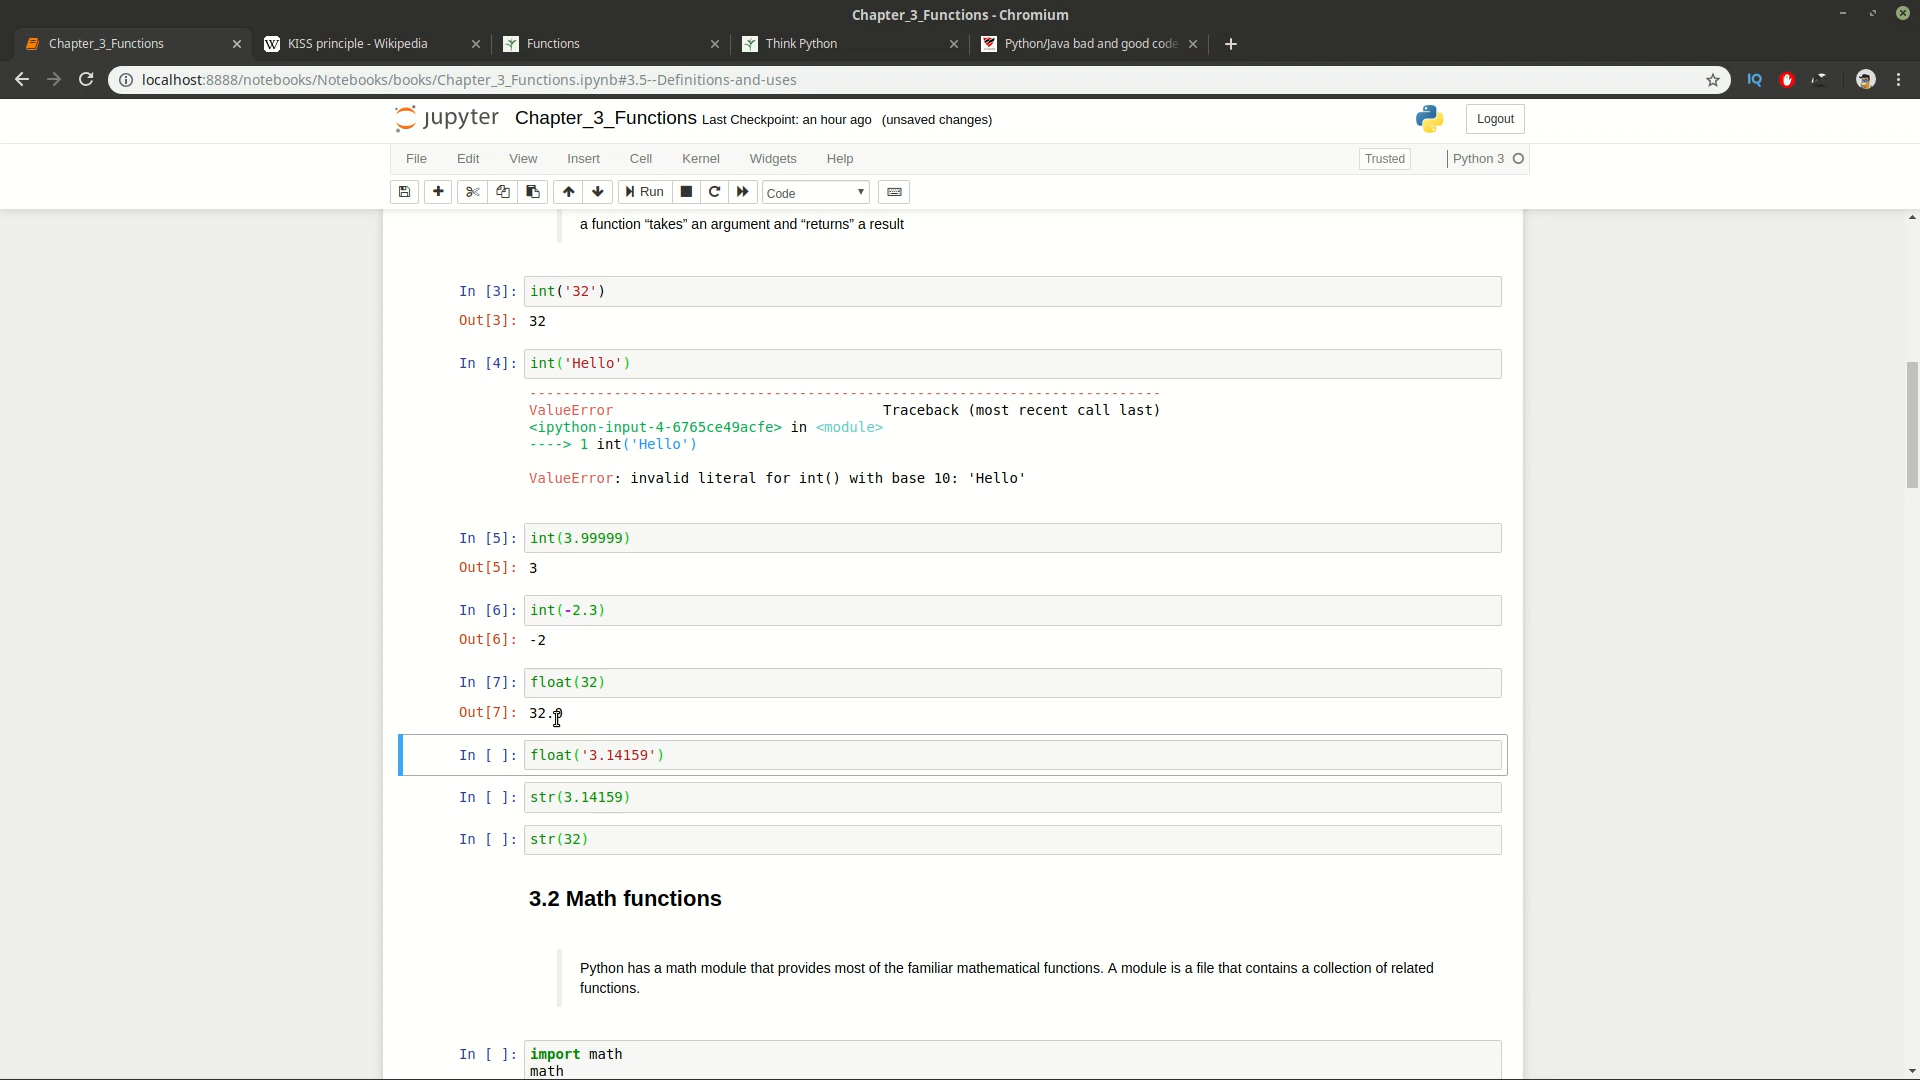 Chapter_3_Functions - Chromium
Chapter_3_Functions
KISS principle - Wikipedia
Functions
Think Python
Python/Java bad and good code
localhost:8888/notebooks/Notebooks/books/Chapter_3_Functions.ipynb#3.5--Definitions-and-uses
IQ
jupyter Chapter_3_Functions Last Checkpoint: an hour ago (unsaved changes)
Logout
File Edit View Insert Cell Kernel Widgets Help Trusted Python 3
Run Code
a function “takes” an argument and “returns” a result
In [3]: int('32')
Out[3]: 32
In [4]: int('Hello')
---------------------------------------------------------------------------
ValueError Traceback (most recent call last)
<ipython-input-4-6765ce49acfe> in <module>
----> 1 int('Hello')
ValueError: invalid literal for int() with base 10: 'Hello'
In [5]: int(3.99999)
Out[5]: 3
In [6]: int(-2.3)
Out[6]: -2
In [7]: float(32)
Out[7]: 32.0
In [ ]: float('3.14159')
In [ ]: str(3.14159)
In [ ]: str(32)
3.2 Math functions
Python has a math module that provides most of the familiar mathematical functions. A module is a file that contains a collection of related
functions.
In [ ]: import math
math